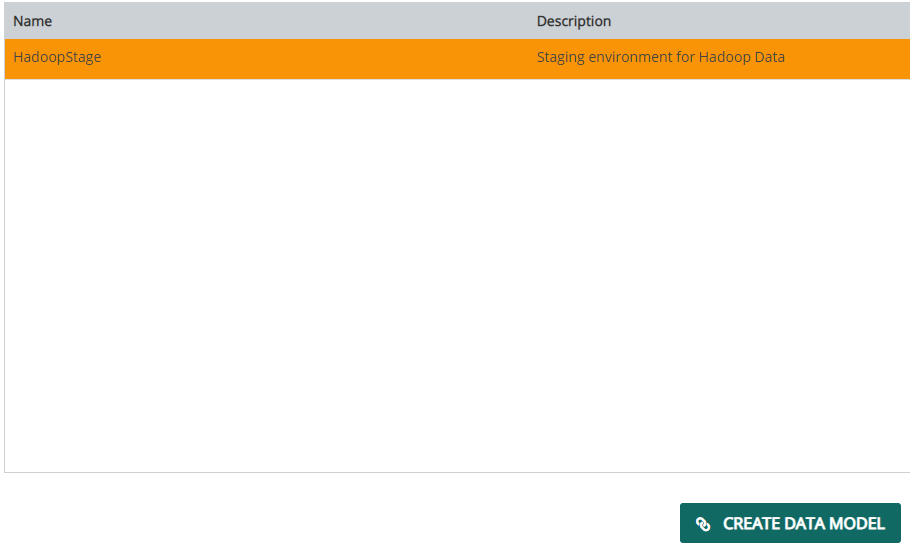 Name Description
HadoopStage Staging environment for Hadoop Data
CREATE DATA MODEL